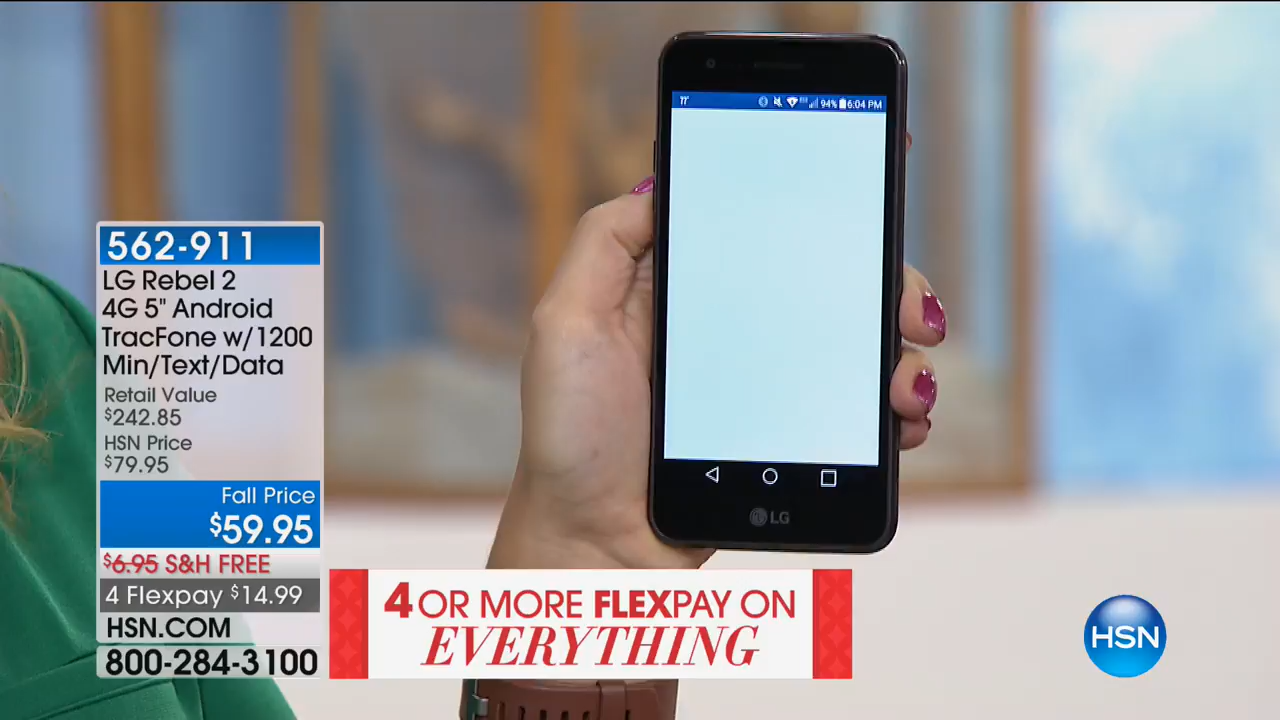 94% 6:04 PM
LG
562-911
LG Rebel 2
4G 5" Android
TracFone w/1200
Min/Text/Data
Retail Value
$242.85
HSN Price
$79.95
Fall Price
$59.95
$6.95 S&H FREE
4 Flexpay $14.99
HSN.COM
800-284-3100
4 OR MORE FLEXPAY ON
EVERYTHING
HSN